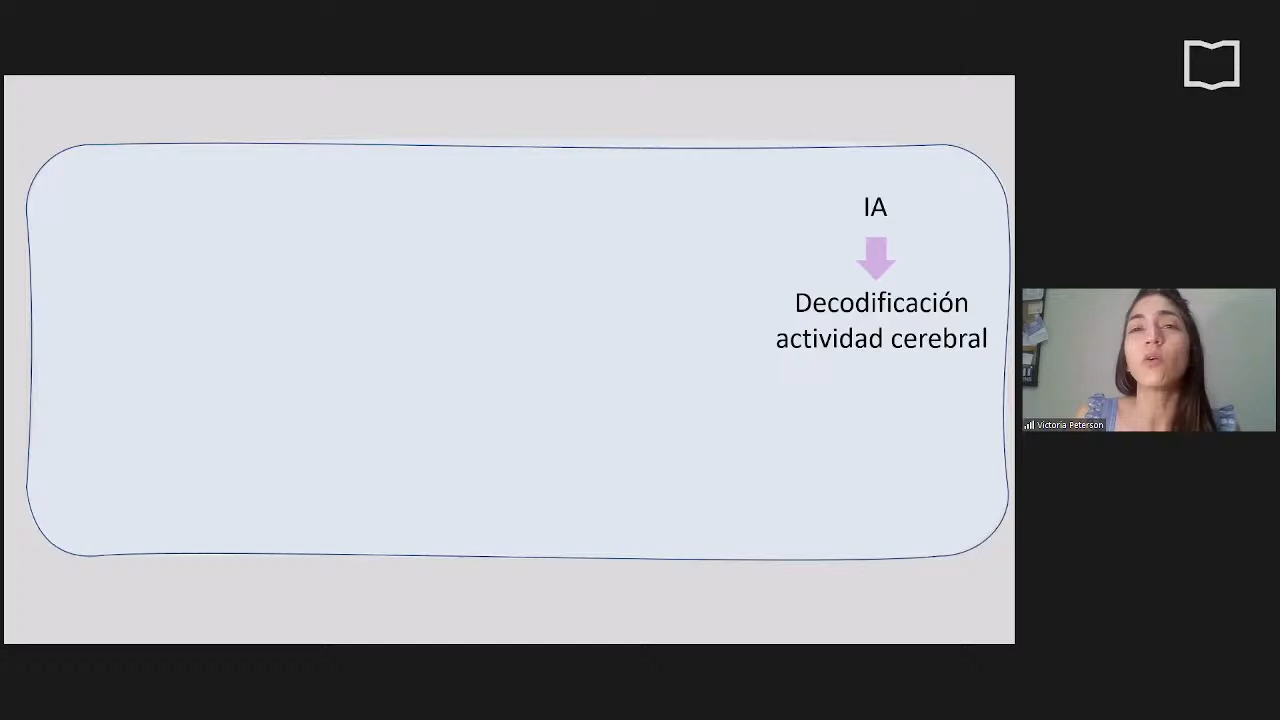 IA
Decodificación
actividad cerebral
Victoria Peterson